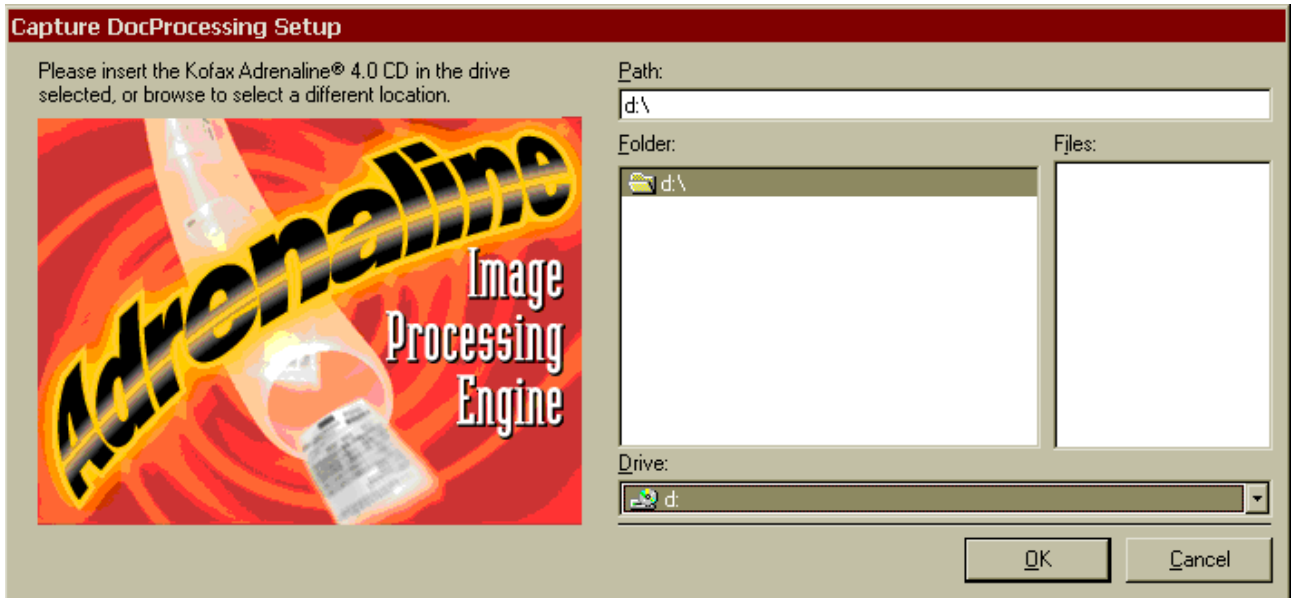 Capture DocProcessing Setup
Please insert the Kofax Adrenaline® 4.0 CD in the drive
selected, or browse to select a different location.
Adrenaline
Image
Processing
Engine
Path:
d:\
Folder:
Files:
d:\
Drive:
d:
OK
Cancel